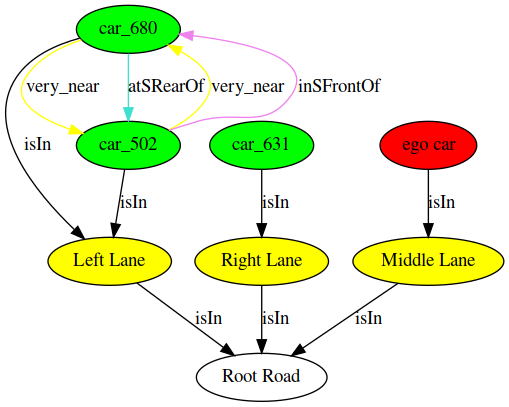 car_680
very_near
atSRearOf
very_near
inSFrontOf
isIn
car_502
car_631
ego car
isIn
isIn
isIn
Left Lane
Right Lane
Middle Lane
isIn
isIn
isIn
Root Road